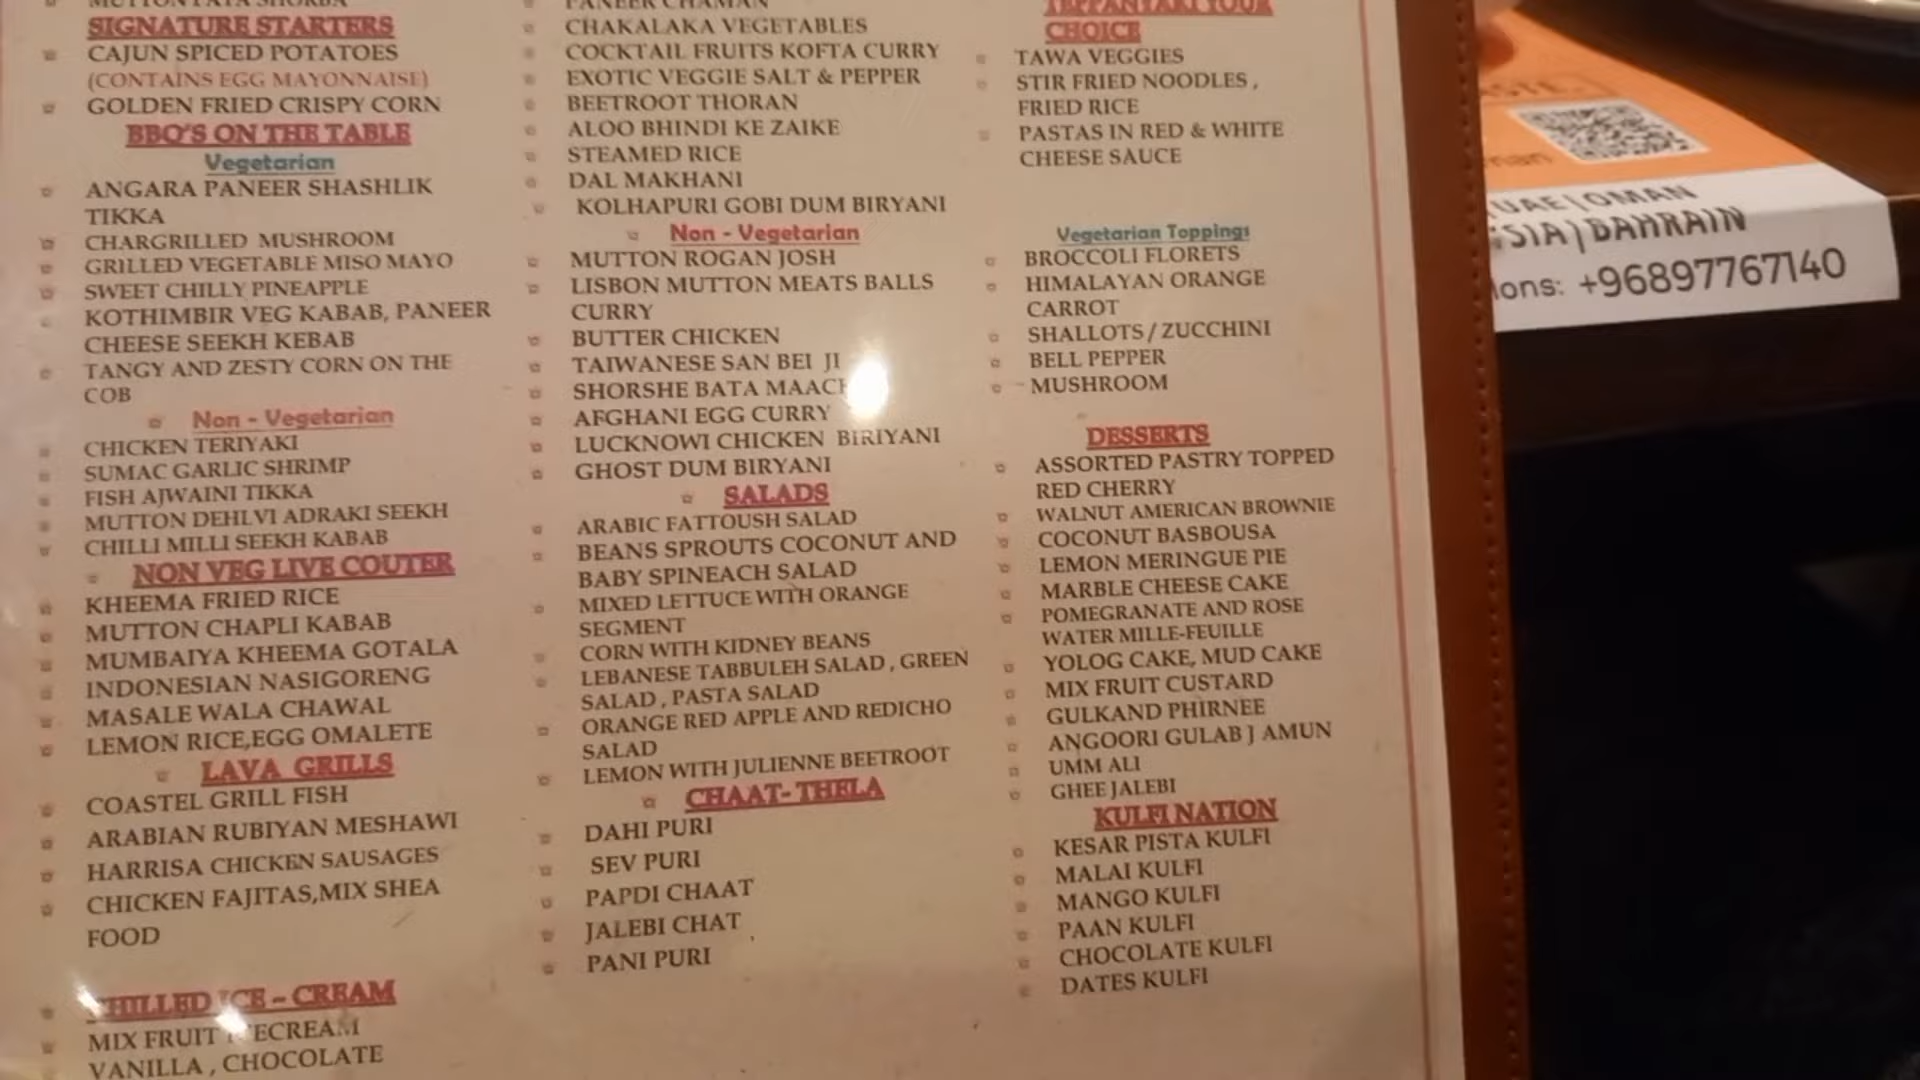 MUTTON PAYA SHORBA
SIGNATURE STARTERS
CAJUN SPICED POTATOES
(CONTAINS EGG MAYONNAISE)
GOLDEN FRIED CRISPY CORN
BBQ'S ON THE TABLE
Vegetarian
ANGARA PANEER SHASHLIK
TIKKA
CHARGRILLED MUSHROOM
GRILLED VEGETABLE MISO MAYO
SWEET CHILLY PINEAPPLE
KOTHIMBIR VEG KABAB, PANEER
CHEESE SEEKH KEBAB
TANGY AND ZESTY CORN ON THE
COB
Non - Vegetarian
CHICKEN TERIYAKI
SUMAC GARLIC SHRIMP
FISH AJWAINI TIKKA
MUTTON DEHLVI ADRAKI SEEKH
CHILLI MILLI SEEKH KABAB
NON VEG LIVE COUTER
KHEEMA FRIED RICE
MUTTON CHAPLI KABAB
MUMBAIYA KHEEMA GOTALA
INDONESIAN NASIGORENG
MASALE WALA CHAWAL
LEMON RICE,EGG OMALETE
LAVA GRILLS
COASTEL GRILL FISH
ARABIAN RUBIYAN MESHAWI
HARRISA CHICKEN SAUSAGES
CHICKEN FAJITAS,MIX SHEA
FOOD
CHILLED ICE – CREAM
MIX FRUIT ICECREAM
VANILLA , CHOCOLATE
PANEER CHAMAN
CHAKALAKA VEGETABLES
COCKTAIL FRUITS KOFTA CURRY
EXOTIC VEGGIE SALT & PEPPER
BEETROOT THORAN
ALOO BHINDI KE ZAIKE
STEAMED RICE
DAL MAKHANI
KOLHAPURI GOBI DUM BIRYANI
Non - Vegetarian
MUTTON ROGAN JOSH
LISBON MUTTON MEATS BALLS
CURRY
BUTTER CHICKEN
TAIWANESE SAN BEI JI
SHORSHE BATA MAACH
AFGHANI EGG CURRY
LUCKNOWI CHICKEN BIRIYANI
GHOST DUM BIRYANI
SALADS
ARABIC FATTOUSH SALAD
BEANS SPROUTS COCONUT AND
BABY SPINEACH SALAD
MIXED LETTUCE WITH ORANGE
SEGMENT
CORN WITH KIDNEY BEANS
LEBANESE TABBULEH SALAD , GREEN
SALAD , PASTA SALAD
ORANGE RED APPLE AND REDICHO
SALAD
LEMON WITH JULIENNE BEETROOT
CHAAT- THELA
DAHI PURI
SEV PURI
PAPDI CHAAT
JALEBI CHAT
PANI PURI
TEPPANYAKI YOUR
CHOICE
TAWA VEGGIES
STIR FRIED NOODLES ,
FRIED RICE
PASTAS IN RED & WHITE
CHEESE SAUCE
Vegetarian Toppings
BROCCOLI FLORETS
HIMALAYAN ORANGE
CARROT
SHALLOTS / ZUCCHINI
BELL PEPPER
MUSHROOM
DESSERTS
ASSORTED PASTRY TOPPED
RED CHERRY
WALNUT AMERICAN BROWNIE
COCONUT BASBOUSA
LEMON MERINGUE PIE
MARBLE CHEESE CAKE
POMEGRANATE AND ROSE
WATER MILLE-FEUILLE
YOLOG CAKE, MUD CAKE
MIX FRUIT CUSTARD
GULKAND PHIRNEE
ANGOORI GULAB J AMUN
UMM ALI
GHEE JALEBI
KULFI NATION
KESAR PISTA KULFI
MALAI KULFI
MANGO KULFI
PAAN KULFI
CHOCOLATE KULFI
DATES KULFI
UAE | OMAN
SIA | BAHRAIN
ions: +96897767140